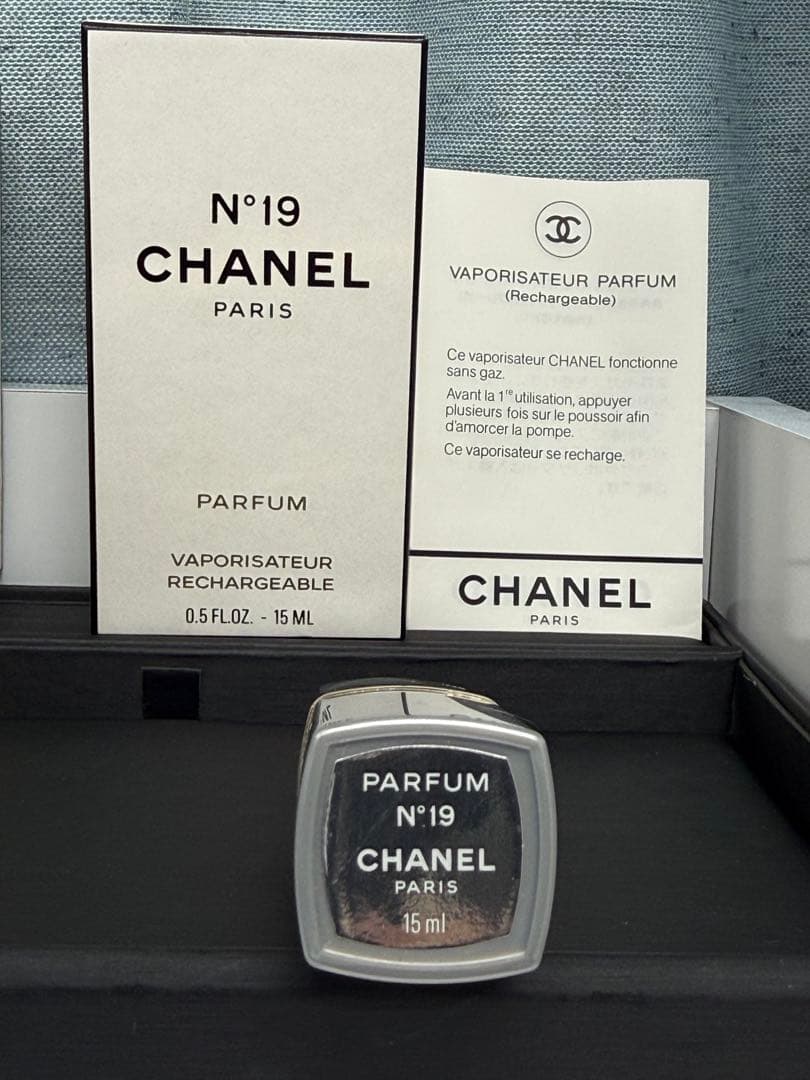 N°19
CHANEL
PARIS
PARFUM
VAPORISATEUR
RECHARGEABLE
0.5 FL.OZ. - 15 ML
VAPORISATEUR PARFUM
(Rechargeable)
Ce vaporisateur CHANEL fonctionne
sans gaz.
Avant la 1re utilisation, appuyer
plusieurs fois sur le poussoir afin
d'amorcer la pompe.
Ce vaporisateur se recharge.
CHANEL
PARIS
PARFUM
N°19
CHANEL
PARIS
15 ml